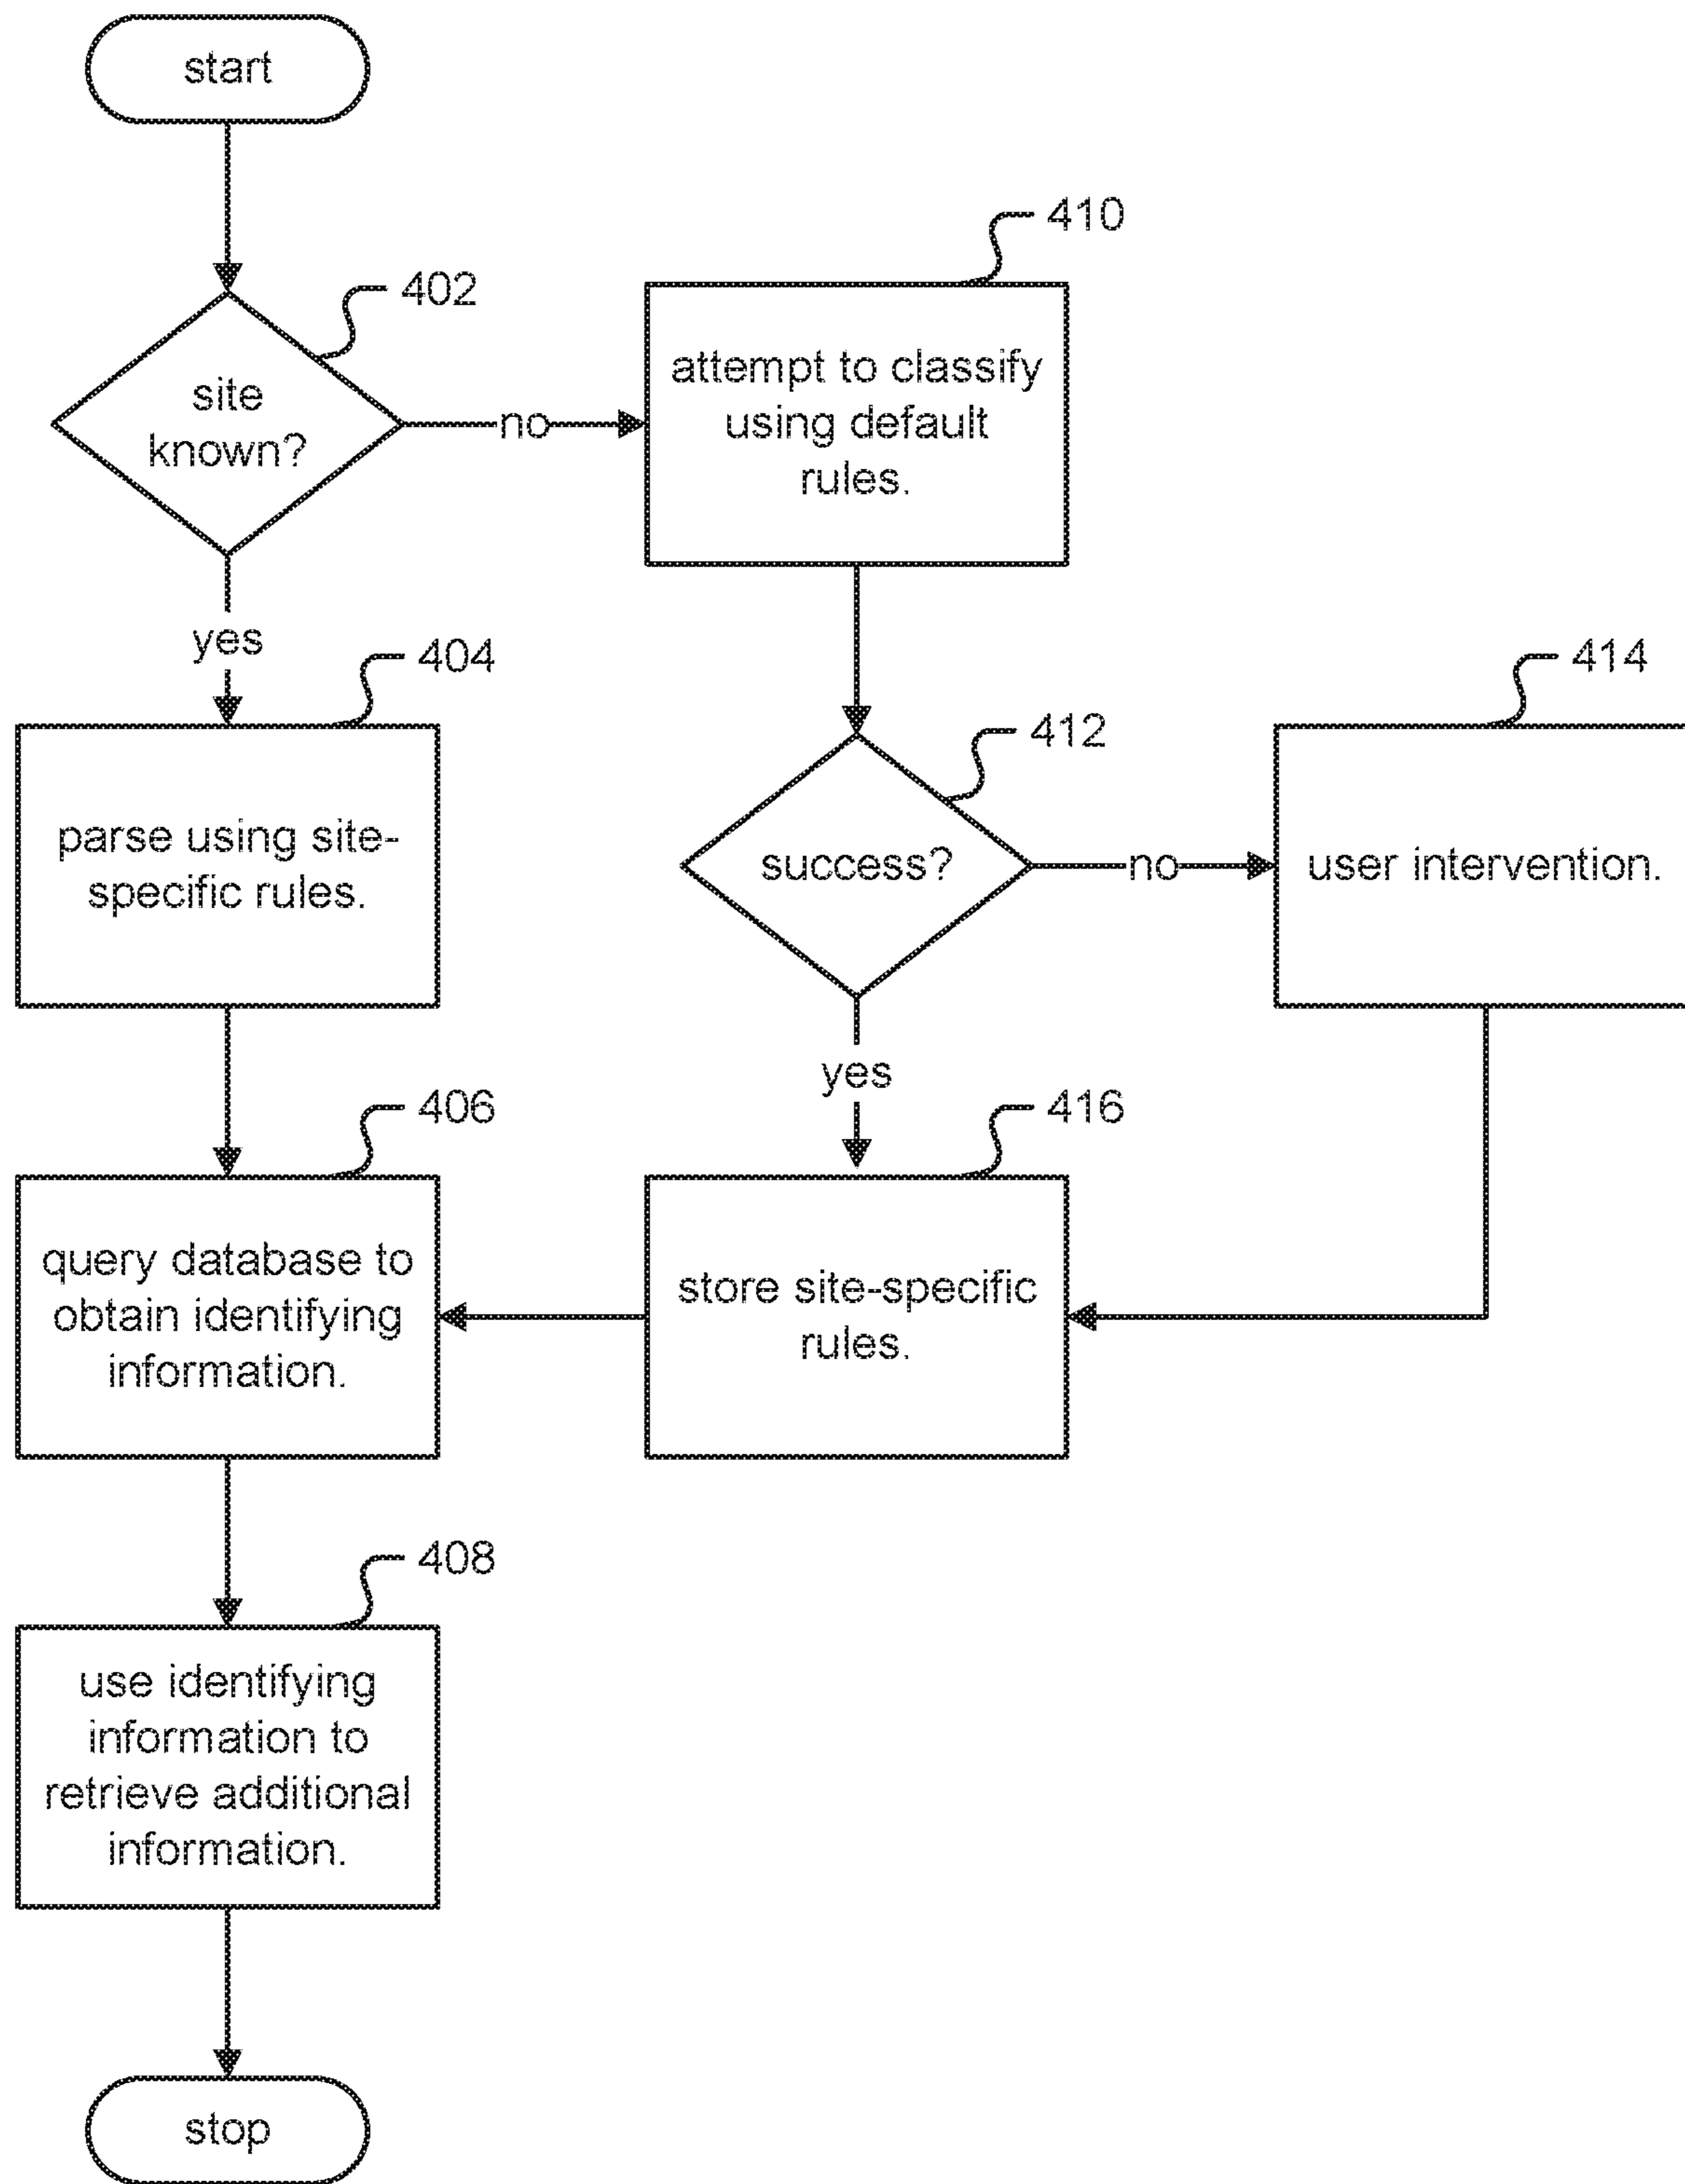 start
402
site
known?
no
410
attempt to classify
using default
rules.
yes
404
parse using site-
specific rules.
412
success?
no
414
user intervention.
yes
406
query database to
obtain identifying
information.
416
store site-specific
rules.
408
use identifying
information to
retrieve additional
information.
stop